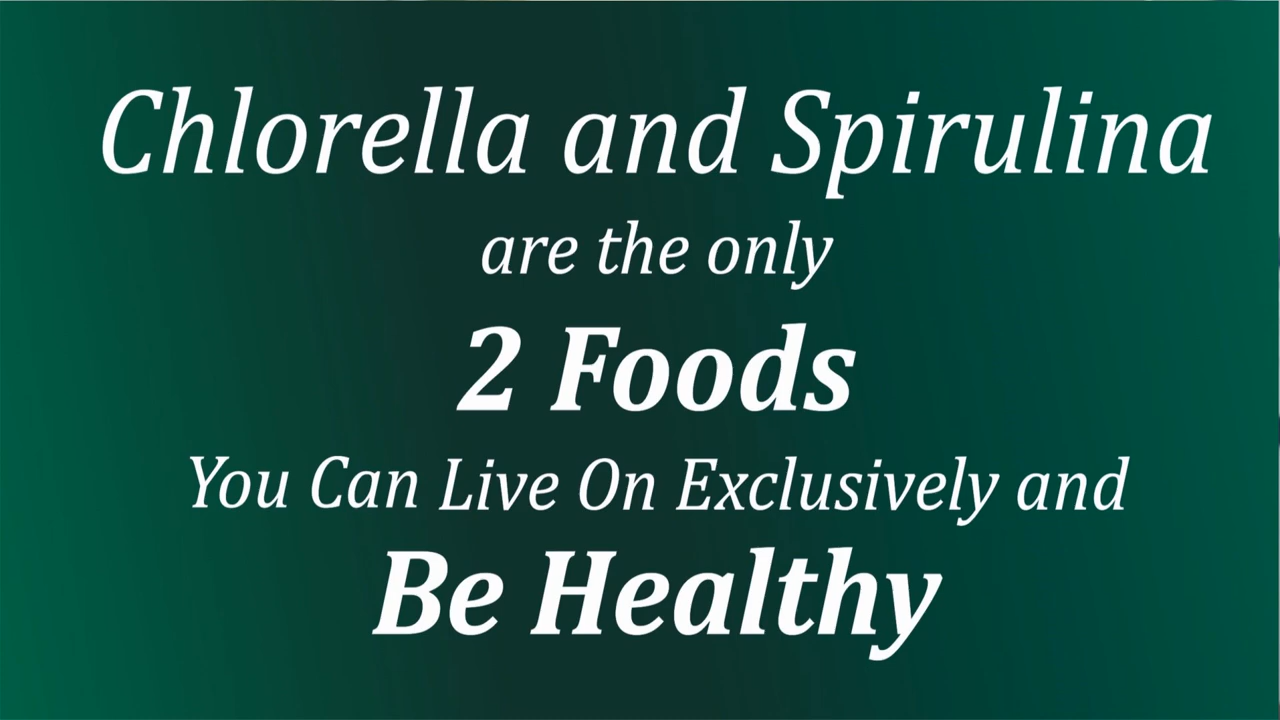 Chlorella and Spirulina
are the only
2 Foods
You Can Live On Exclusively and
Be Healthy